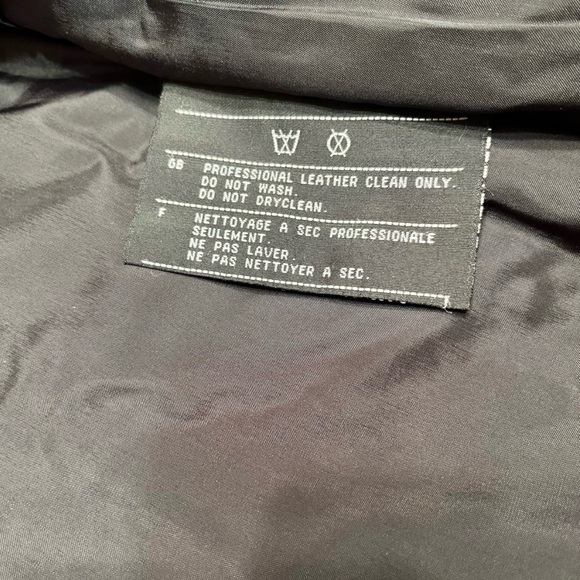 GB PROFESSIONAL LEATHER CLEAN ONLY.
DO NOT WASH.
DO NOT DRYCLEAN.
F NETTOYAGE A SEC PROFESSIONALE
SEULEMENT.
NE PAS LAVER.
NE PAS NETTOYER A SEC.